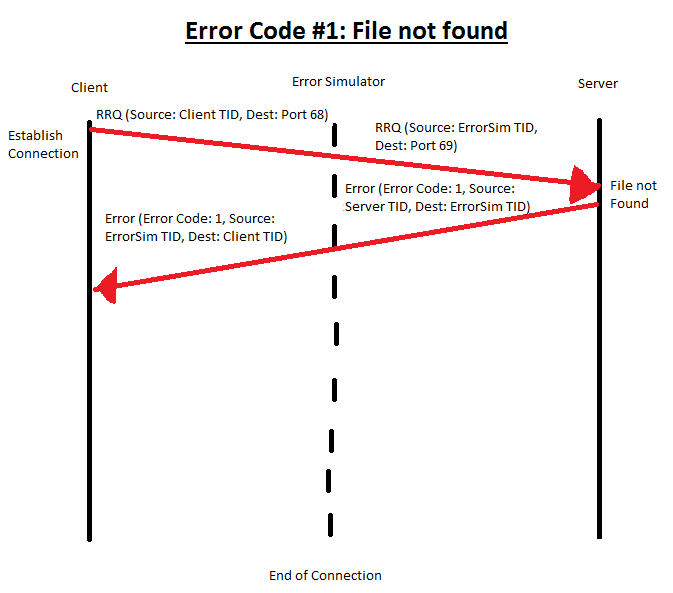 Error Code #1: File not found
Client
Error Simulator
Server
RRQ (Source: Client TID, Dest: Port 68)
Establish
Connection
RRQ (Source: ErrorSim TID,
Dest: Port 69)
File not
Found
Error (Error Code: 1, Source:
Server TID, Dest: ErrorSim TID)
Error (Error Code: 1, Source:
ErrorSim TID, Dest: Client TID)
End of Connection